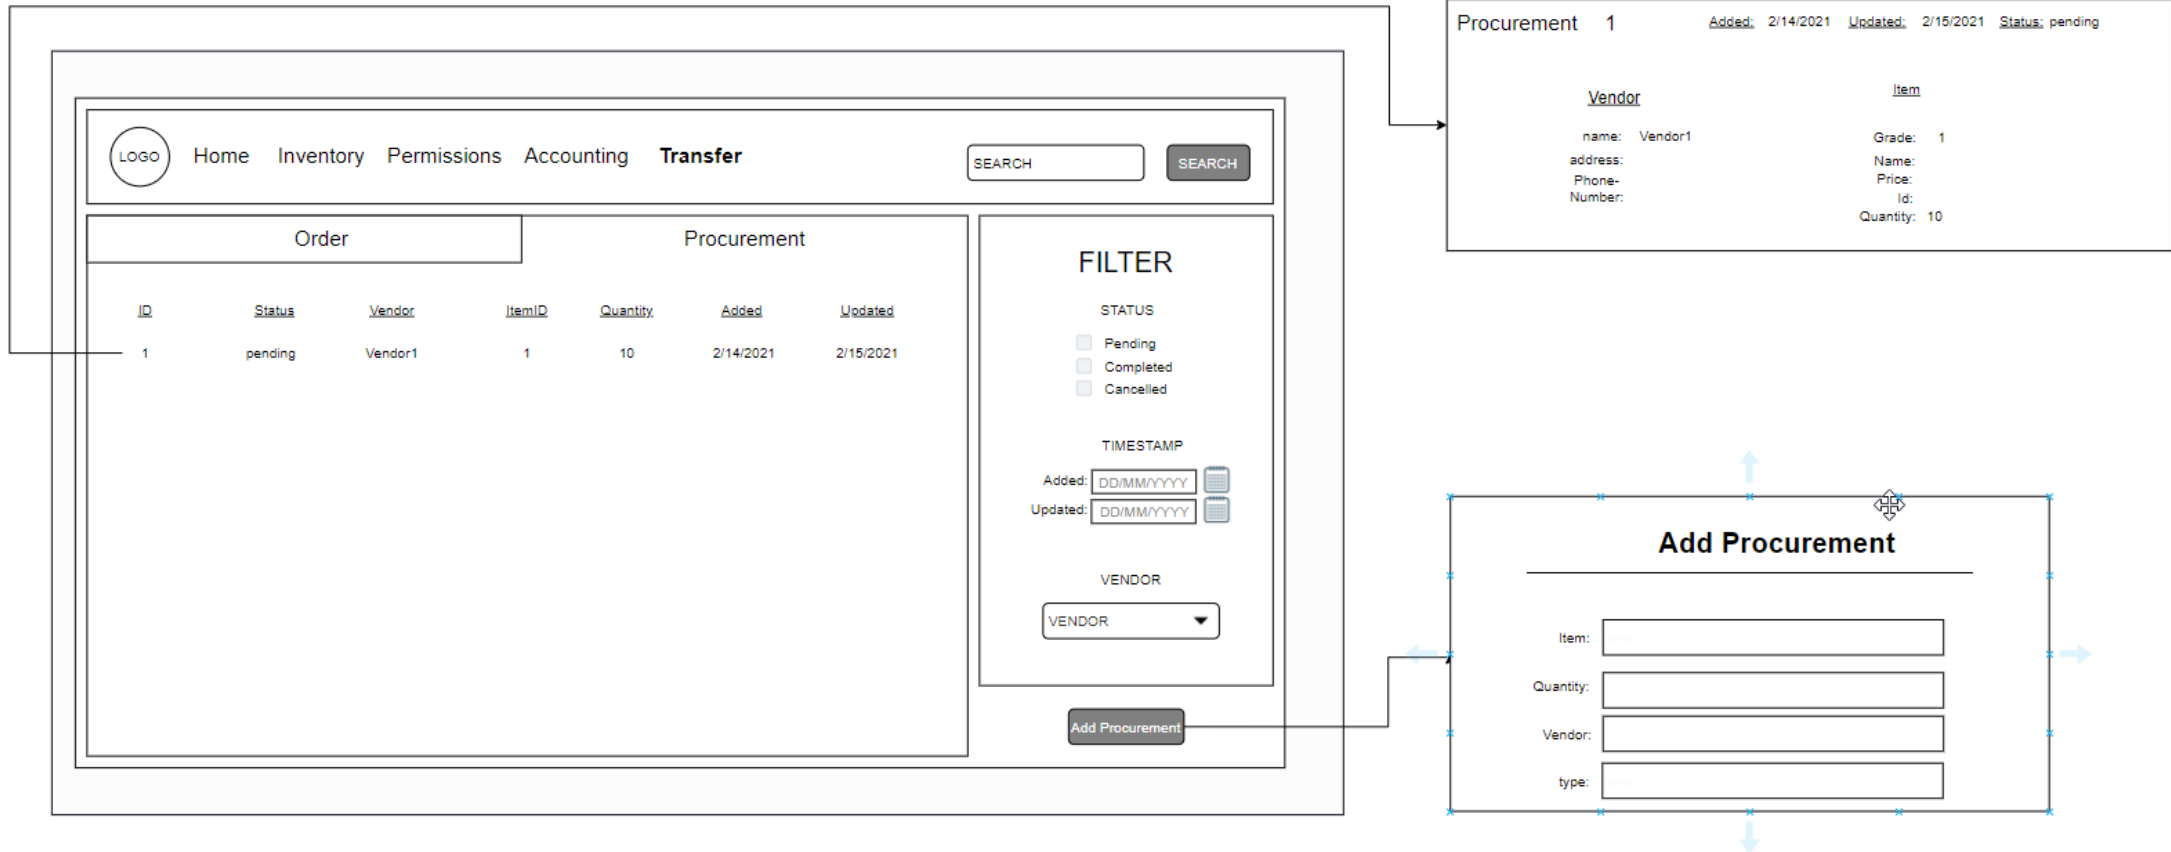 Procurement 1 Added: 2/14/2021 Updated: 2/15/2021 Status: pending
Vendor Item
name: Vendor1
address:
Phone-
Number:
Grade: 1
Name:
Price:
Id:
Quantity: 10
LOGO Home Inventory Permissions Accounting Transfer SEARCH SEARCH
Order Procurement
ID Status Vendor ItemID Quantity Added Updated
1 pending Vendor1 1 10 2/14/2021 2/15/2021
FILTER
STATUS
Pending
Completed
Cancelled
TIMESTAMP
Added: DD/MM/YYYY
Updated: DD/MM/YYYY
VENDOR
VENDOR
Add Procurement
Add Procurement
Item:
Quantity:
Vendor:
type: